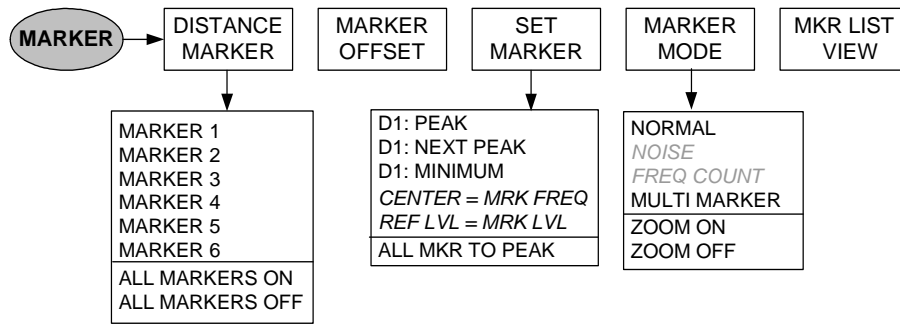 MARKER
DISTANCE
MARKER
MARKER
OFFSET
SET
MARKER
MARKER
MODE
MKR LIST
VIEW
MARKER 1
MARKER 2
MARKER 3
MARKER 4
MARKER 5
MARKER 6
ALL MARKERS ON
ALL MARKERS OFF
D1: PEAK
D1: NEXT PEAK
D1: MINIMUM
CENTER = MRK FREQ
REF LVL = MRK LVL
ALL MKR TO PEAK
NORMAL
NOISE
FREQ COUNT
MULTI MARKER
ZOOM ON
ZOOM OFF